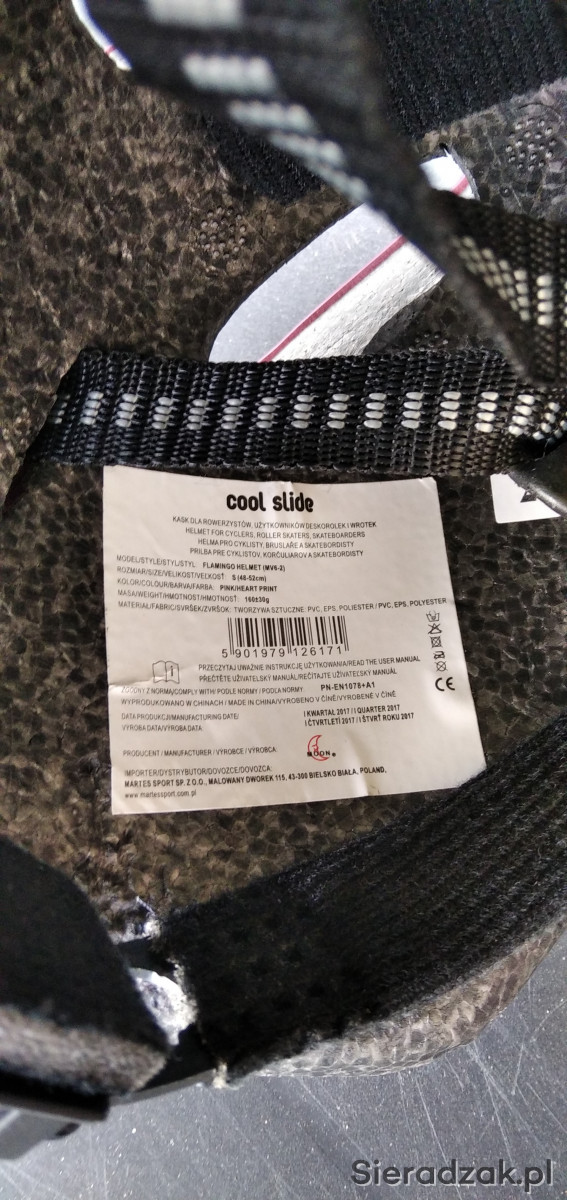 cool slide
KASK DLA ROWERZYSTÓW, UŻYTKOWNIKÓW DESKOROLEK I WROTEK
HELMET FOR CYCLERS, ROLLER SKATERS, SKATEBOARDERS
HELMA PRO CYKLISTY, BRUSLAŘE A SKATEBORDISTY
PRILBA PRE CYKLISTOV, KORČULIAROV A SKATEBORDISTY
MODEL/STYLE/STYL/STYL FLAMINGO HELMET (MV6-2)
ROZMIAR/SIZE/VELIKOST/VEĽKOSŤ: S (48-52cm)
KOLOR/COLOUR/BARVA/FARBA: PINK/HEART PRINT
MASA/WEIGHT/HMOTNOST/HMOTNOSŤ: 160±30g
MATERIAŁ/FABRIC/SVRŠEK/ZVRŠOK: TWORZYWA SZTUCZNE: PVC, EPS, POLIESTER / PVC, EPS, POLYESTER
5 901979 126171
PRZECZYTAJ UWAŻNIE INSTRUKCJĘ UŻYTKOWANIA/READ THE USER MANUAL
PŘEČTĚTE UŽIVATELSKÝ MANUÁL/REČÍTAJTE UŽÍVATEĽSKÝ MANUÁL
ZGODNY Z NORMĄ/COMPLY WITH/ PODLE NORMY / PODĽA NORMY: PN-EN1078+A1
WYPRODUKOWANO W CHINACH / MADE IN CHINA/VYROBENO V ČÍNĚ/VYROBENÉ V ČÍNĚ
CE
DATA PRODUKCJI/MANUFACTURING DATE/ I KWARTAŁ 2017 / I QUARTER 2017
VÝROBA DATA/VÝROBA DATA: I ČTVRTLETÍ 2017 / I ŠTVRŤ ROKU 2017
PRODUCENT / MANUFACTURER / VÝROBCE / VÝROBCA: MOON ®
IMPORTER/DYSTRYBUTOR/DOVOZCE/DOVOZCA:
MARTES SPORT SP. Z O.O., MALOWANY DWOREK 115, 43-300 BIELSKO BIAŁA, POLAND,
www.martessport.com.pl
Sieradzak.pl